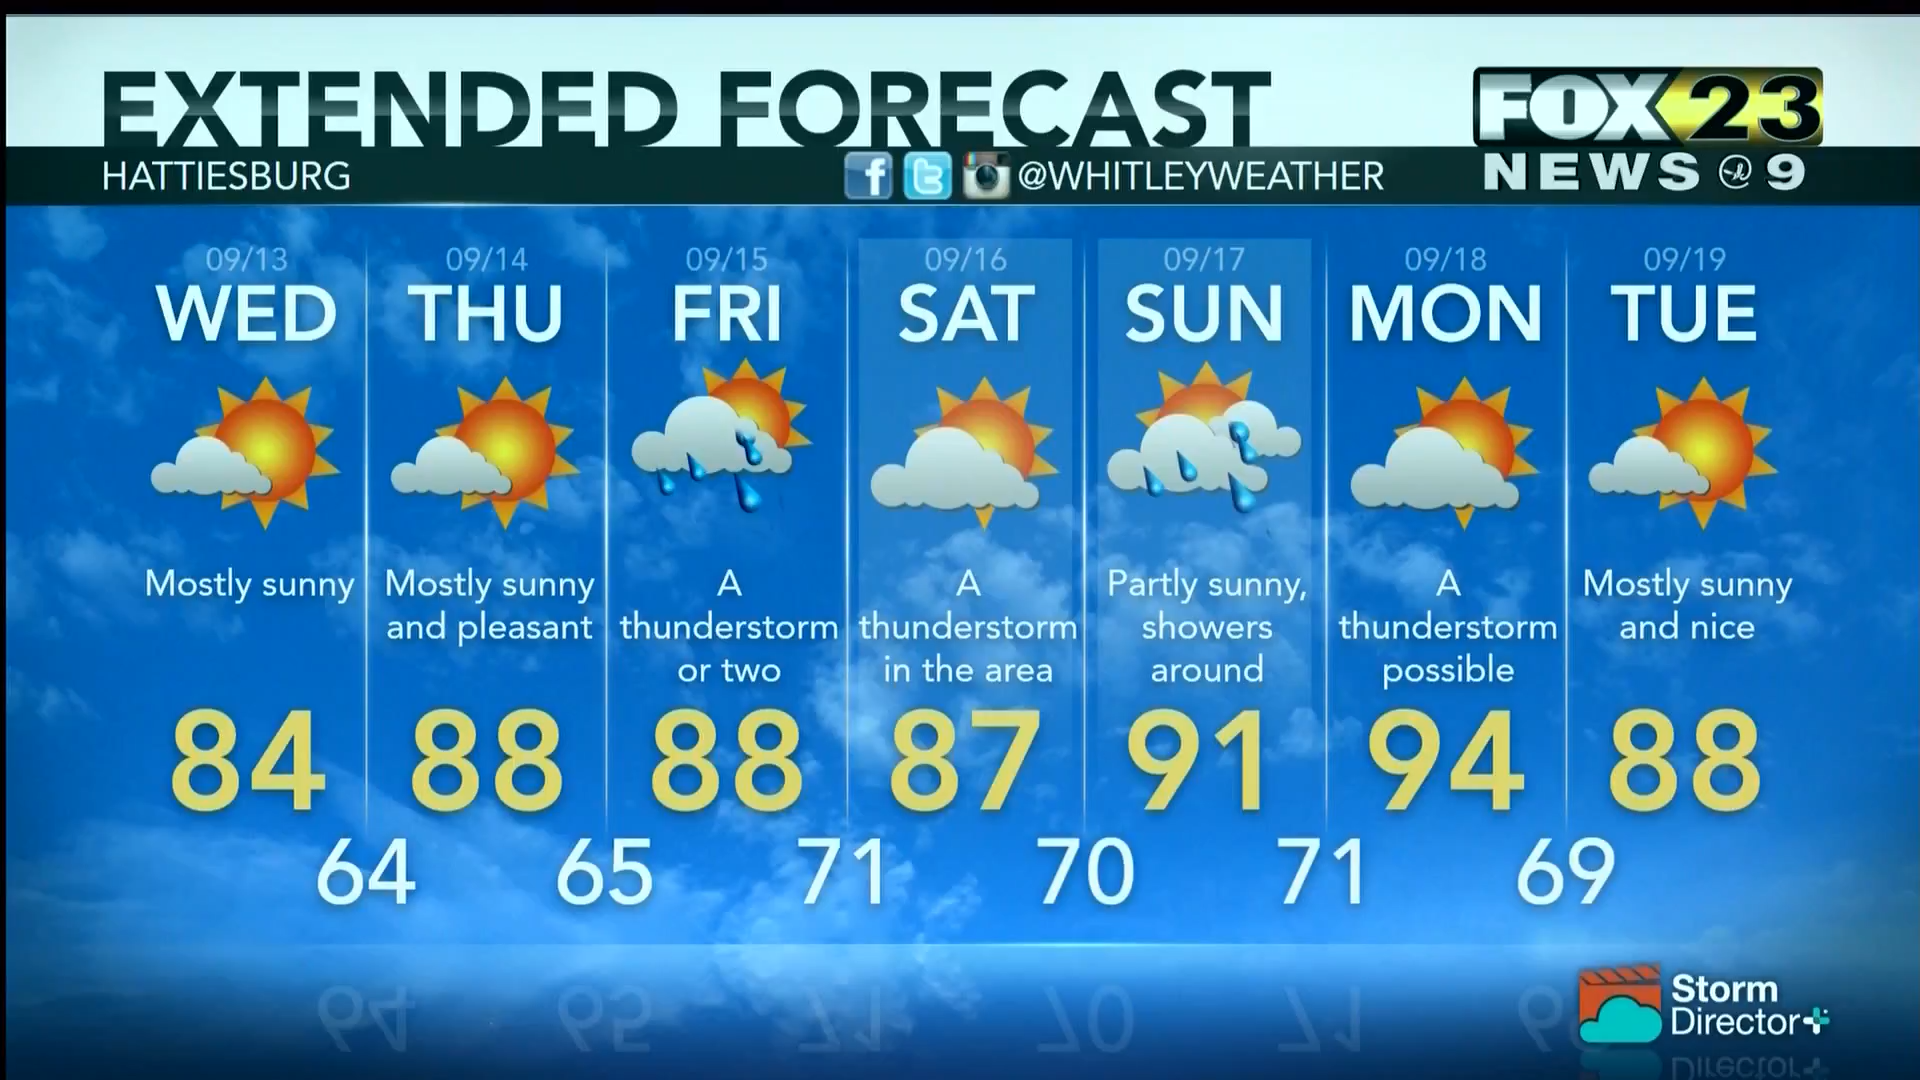 EXTENDED FORECAST
FOX 23
HATTIESBURG
f t @WHITLEYWEATHER
NEWS @ 9
09/13 09/14 09/15 09/16 09/17 09/18 09/19
WED THU FRI SAT SUN MON TUE
Mostly sunny
Mostly sunny
and pleasant
A
thunderstorm
or two
A
thunderstorm
in the area
Partly sunny,
showers
around
A
thunderstorm
possible
Mostly sunny
and nice
84 88 88 87 91 94 88
64 65 71 70 71 69
Storm
Director+